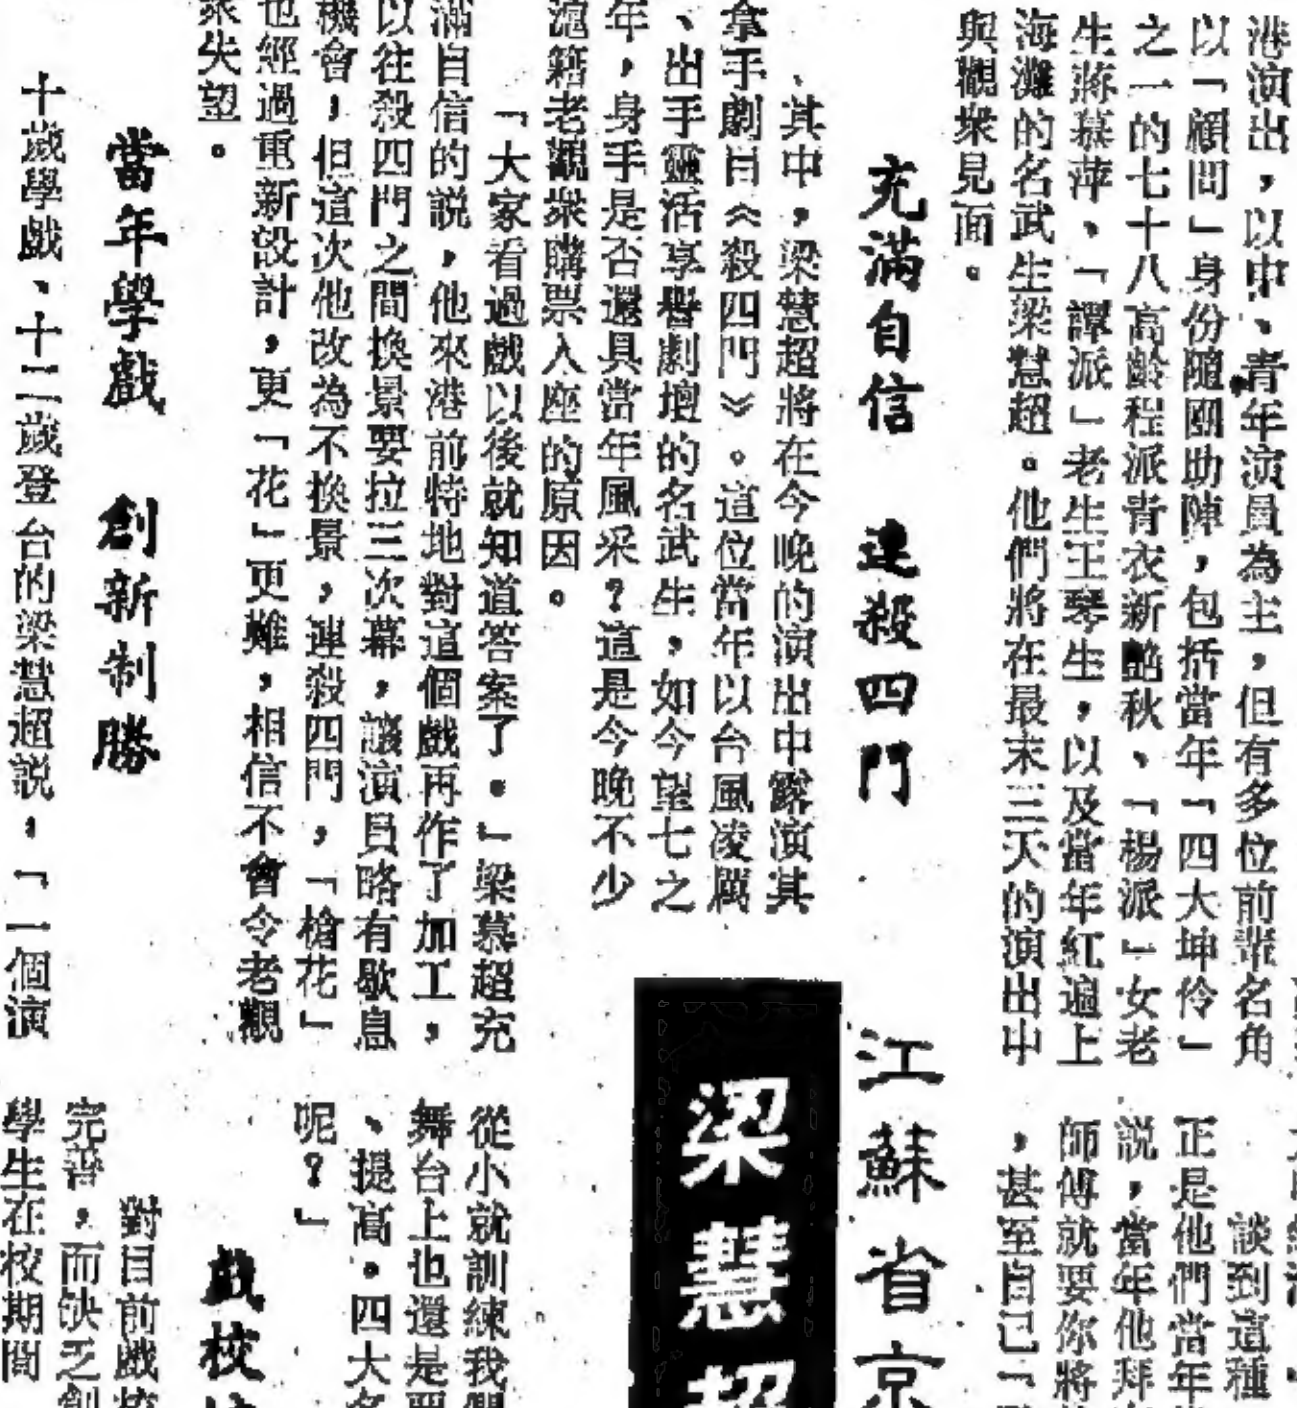 港演出，以中、青年演員為主，但有多位前輩名角
以「顧問」身份隨團助陣，包括當年「四大坤伶」
之一的七十八高齡程派青衣新艶秋、「楊派」女老
生蔣慕萍、「譚派」老生王琴生，以及當年紅遍上
海灘的名武生梁慧超。他們將在最末三天的演出中
與觀衆見面。
充滿自信　連殺四門
其中，梁慧超將在今晚的演出中露演其
拿手劇目《殺四門》。這位當年以台風凌厲
、出手靈活享譽劇壇的名武生，如今望七之
年，身手是否還具當年風采？這是今晚不少
滬籍老觀衆購票入座的原因。
「大家看過戲以後就知道答案了。」梁慕超充
滿自信的說，他來港前特地對這個戲再作了加工，
以往殺四門之間換景要拉三次幕，讓演員略有歇息
機會，但這次他改為不換景，連殺四門，「槍花」
也經過重新設計，更「花」更難，相信不會令老觀
衆失望。
當年學戲　創新制勝
十歲學戲、十二歲登台的梁慧超説：「一個演
江蘇省京
梁慧超
談到這種
正是他們當年
説，當年他拜
師傅就要你將
，甚至自己「
從小就訓練我們
舞台上也還是要
、提高。四大名
呢？」
戲校
對目前戲校
完善，而缺乏創
學生在校期間